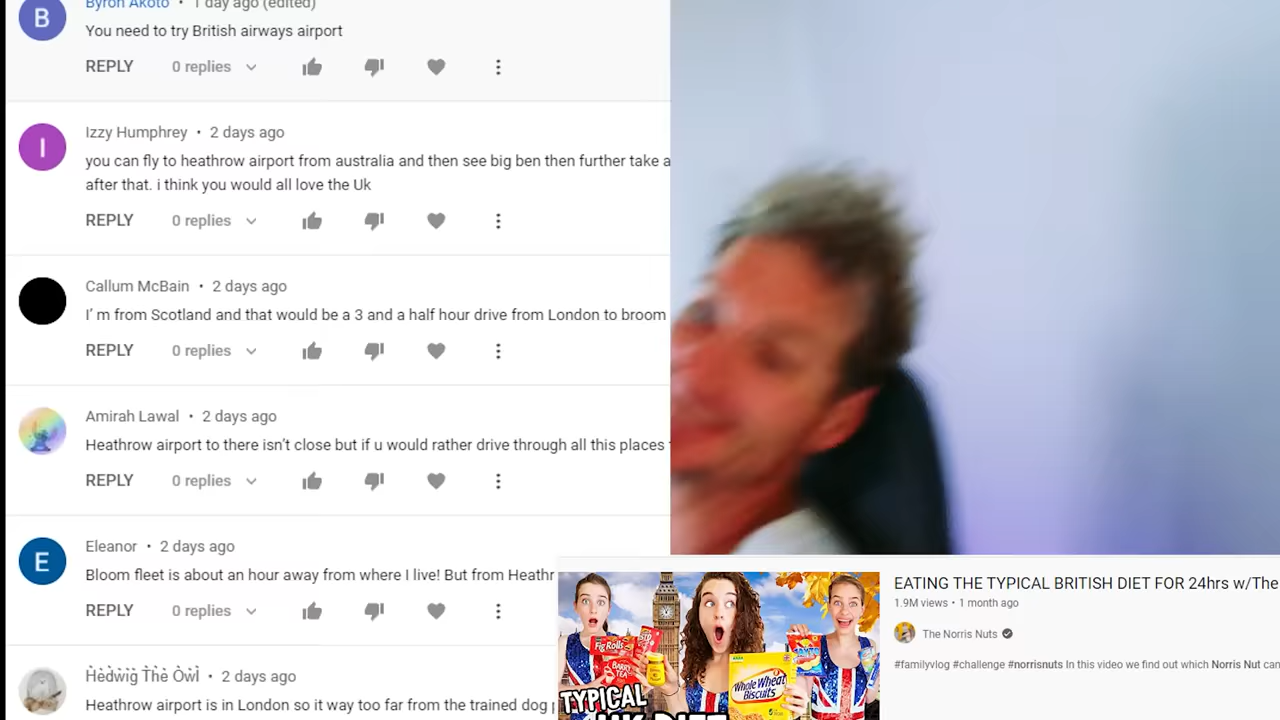 Byron Akoto • 1 day ago (edited)
You need to try British airways airport
REPLY 0 replies
Izzy Humphrey • 2 days ago
you can fly to heathrow airport from australia and then see big ben then further take a
after that. i think you would all love the Uk
REPLY 0 replies
Callum McBain • 2 days ago
I' m from Scotland and that would be a 3 and a half hour drive from London to broom
REPLY 0 replies
Amirah Lawal • 2 days ago
Heathrow airport to there isn't close but if u would rather drive through all this places
REPLY 0 replies
Eleanor • 2 days ago
Bloom fleet is about an hour away from where I live! But from Heathr
REPLY 0 replies
H̀èdẁìg̀ T̀h̀è Òẁl̀ • 2 days ago
Heathrow airport is in London so it way too far from the trained dog
B
I
E
EATING THE TYPICAL BRITISH DIET FOR 24hrs w/The
1.9M views • 1 month ago
The Norris Nuts
#familyvlog #challenge #norrisnuts In this video we find out which Norris Nut can
Fig Rolls
BARRY'S TEA
Whole Wheat
Biscuits
TYPICAL
UK DIET